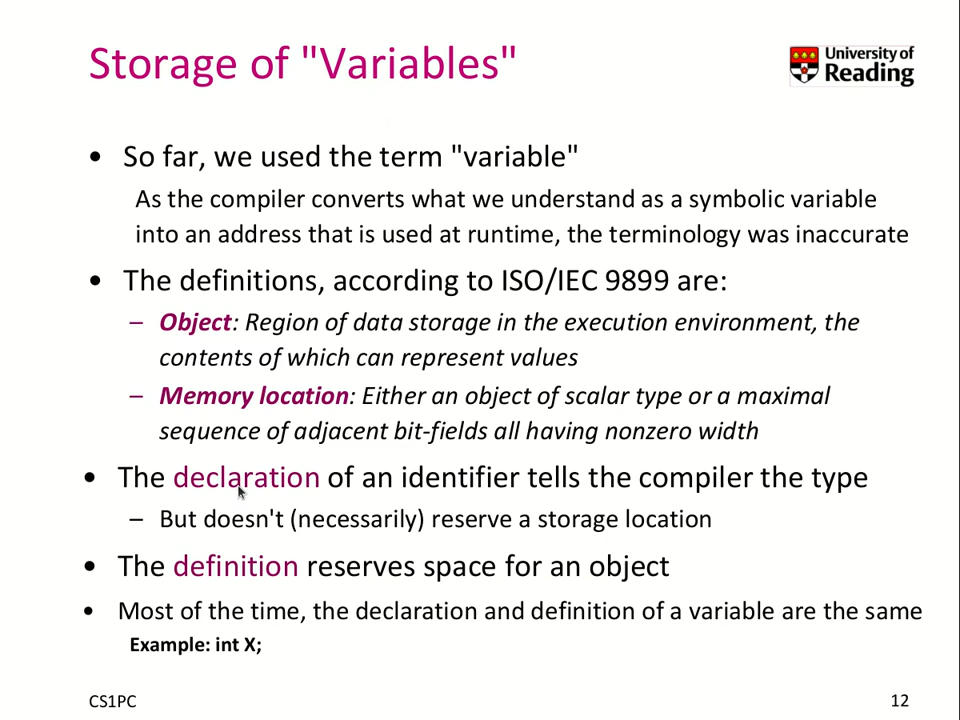 Storage of "Variables"
University of
Reading
• So far, we used the term "variable"
As the compiler converts what we understand as a symbolic variable
into an address that is used at runtime, the terminology was inaccurate
• The definitions, according to ISO/IEC 9899 are:
– Object: Region of data storage in the execution environment, the
contents of which can represent values
– Memory location: Either an object of scalar type or a maximal
sequence of adjacent bit-fields all having nonzero width
• The declaration of an identifier tells the compiler the type
– But doesn't (necessarily) reserve a storage location
• The definition reserves space for an object
• Most of the time, the declaration and definition of a variable are the same
Example: int X;
CS1PC
12